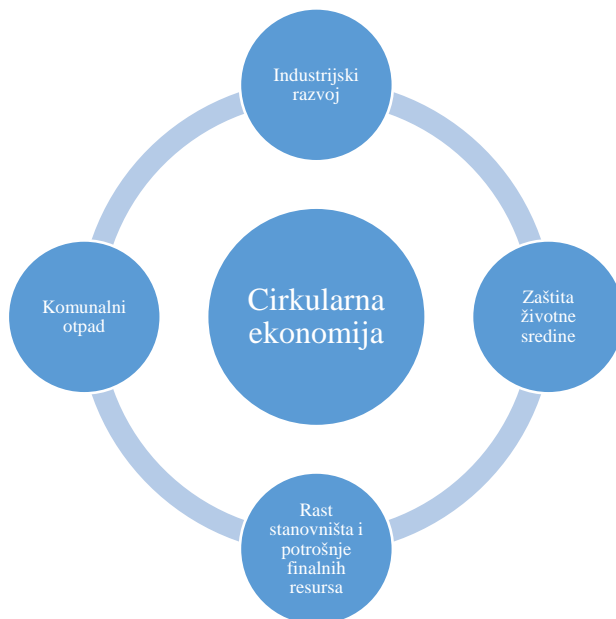 Industrijski
razvoj
Komunalni
otpad
Cirkularna
ekonomija
Zaštita
životne
sredine
Rast
stanovništa i
potrošnje
finalnih
resursa